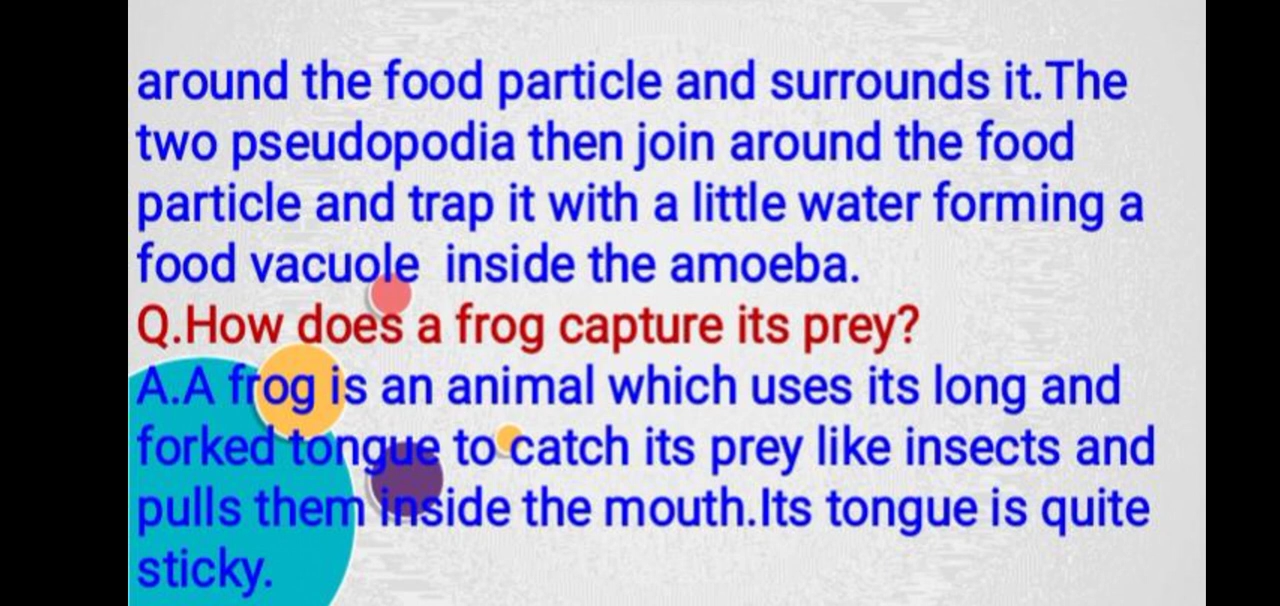 around the food particle and surrounds it.The
two pseudopodia then join around the food
particle and trap it with a little water forming a
food vacuole  inside the amoeba.
Q.How does a frog capture its prey?
A.A frog is an animal which uses its long and
forked tongue to catch its prey like insects and
pulls them inside the mouth.Its tongue is quite
sticky.